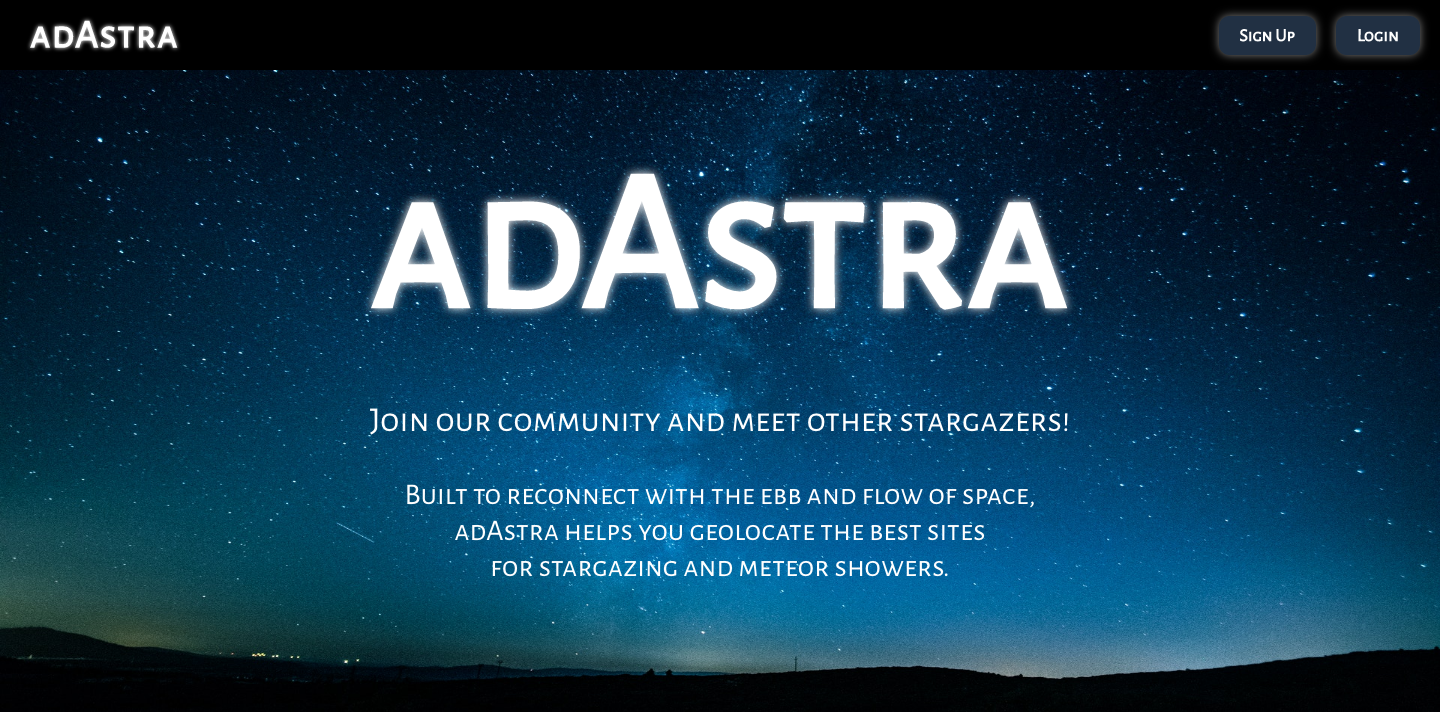 adAstra
Sign Up
Login
adAstra
Join our community and meet other stargazers!
Built to reconnect with the ebb and flow of space,
adAstra helps you geolocate the best sites
for stargazing and meteor showers.